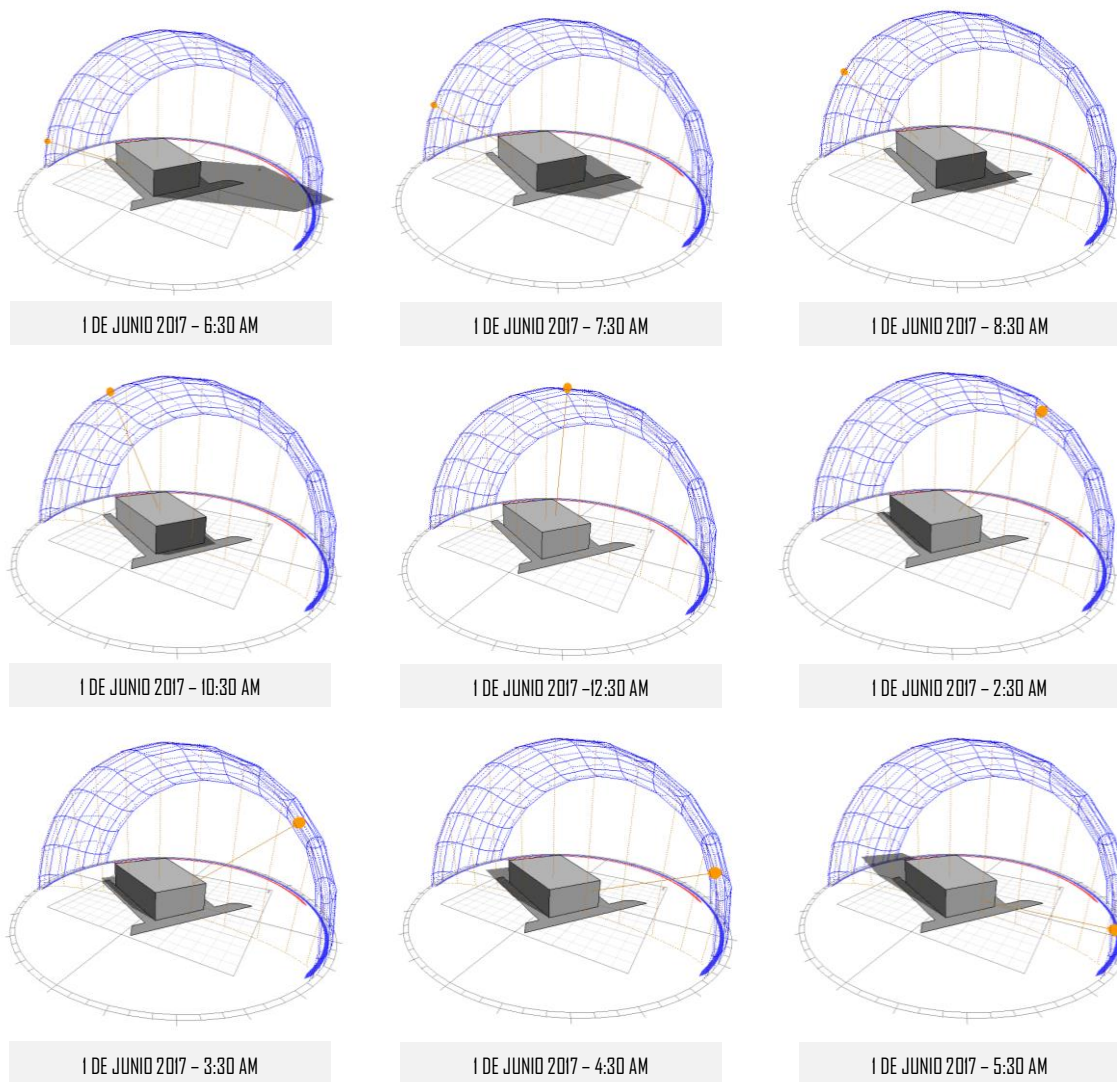 1 DE JUNIO 2017 – 6:30 AM
1 DE JUNIO 2017 – 7:30 AM
1 DE JUNIO 2017 – 8:30 AM
1 DE JUNIO 2017 – 10:30 AM
1 DE JUNIO 2017 –12:30 AM
1 DE JUNIO 2017 – 2:30 AM
1 DE JUNIO 2017 – 3:30 AM
1 DE JUNIO 2017 – 4:30 AM
1 DE JUNIO 2017 – 5:30 AM